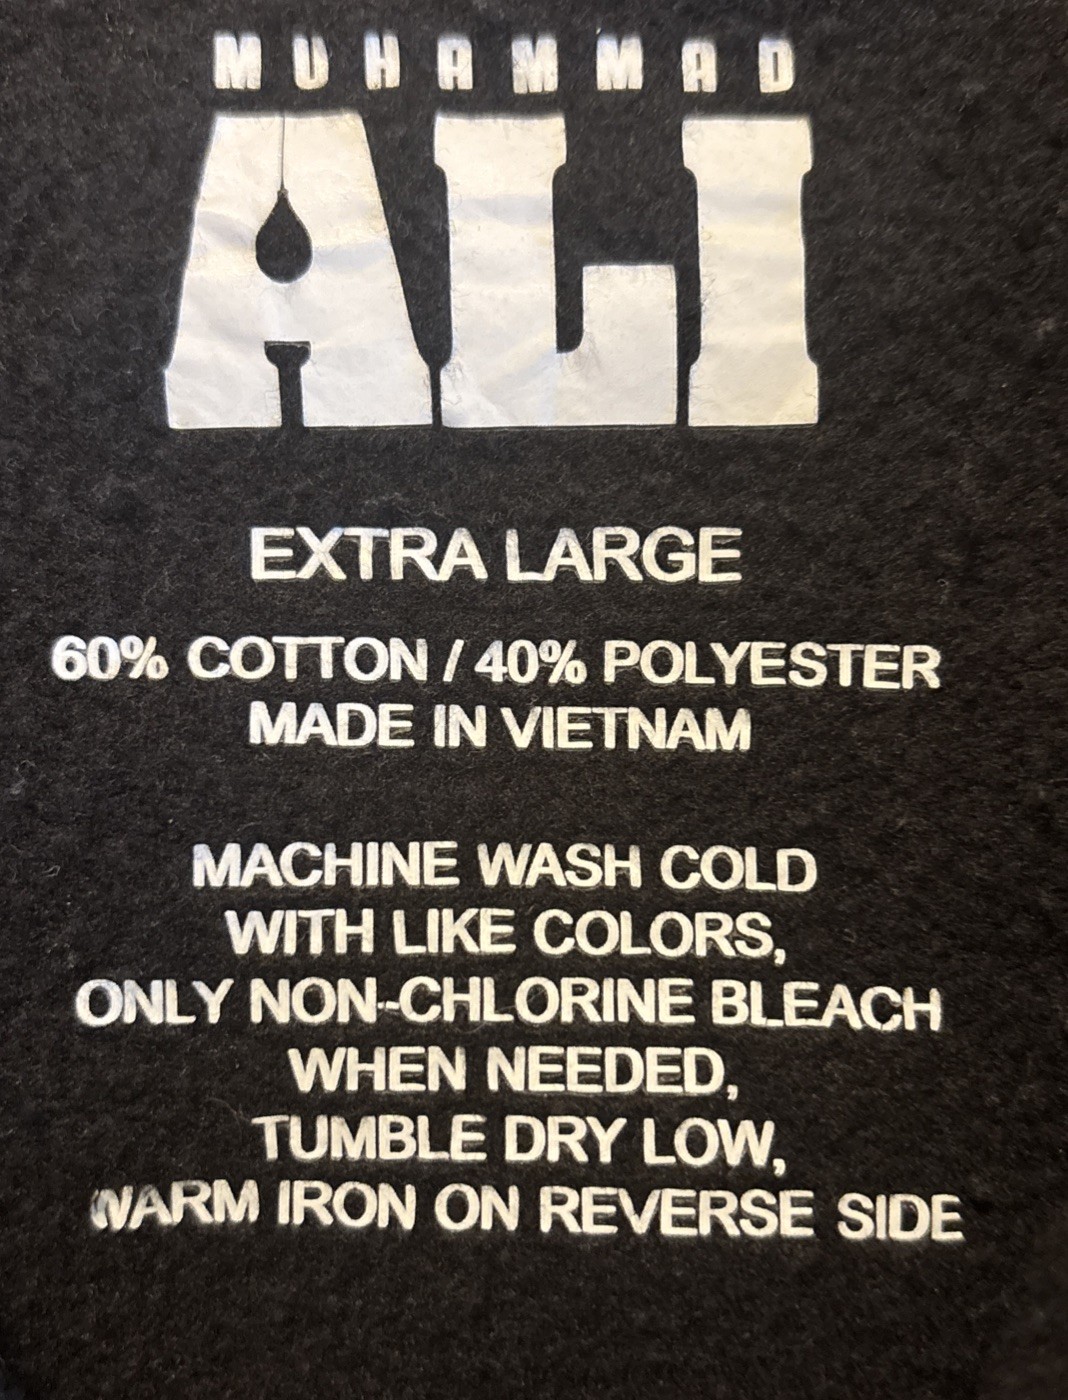 MUHAMMAD
ALI
EXTRA LARGE
60% COTTON / 40% POLYESTER
MADE IN VIETNAM
MACHINE WASH COLD
WITH LIKE COLORS,
ONLY NON-CHLORINE BLEACH
WHEN NEEDED,
TUMBLE DRY LOW,
WARM IRON ON REVERSE SIDE